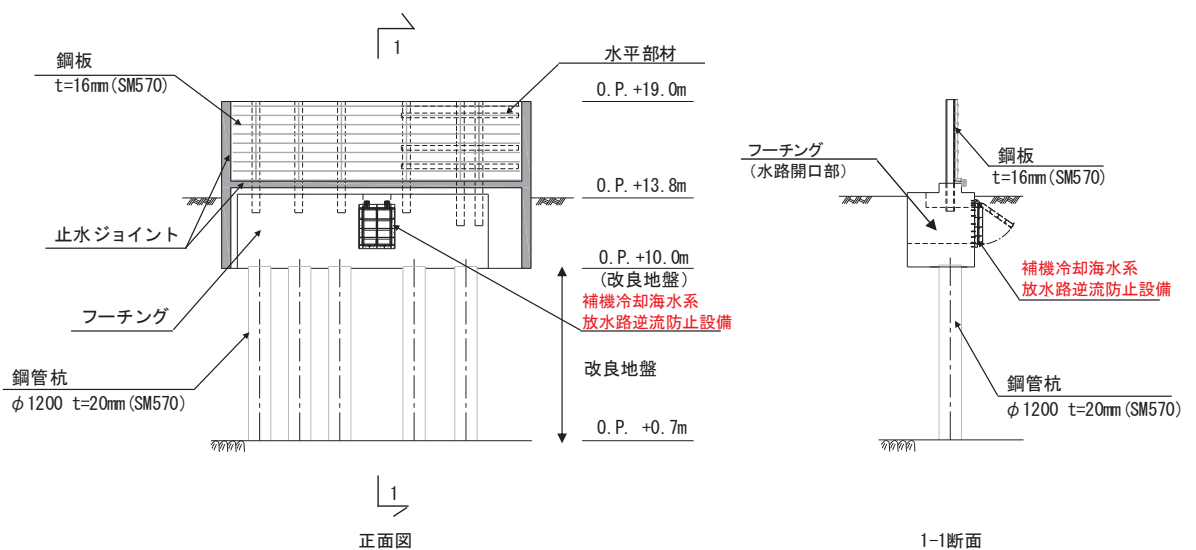 1
鋼板
t=16mm(SM570)
水平部材
O.P.+19.0m
O.P.+13.8m
止水ジョイント
O.P.+10.0m
(改良地盤)
補機冷却海水系
放水路逆流防止設備
フーチング
改良地盤
鋼管杭
φ1200 t=20mm(SM570)
O.P. +0.7m
1
正面図
フーチング
(水路開口部)
鋼板
t=16mm(SM570)
補機冷却海水系
放水路逆流防止設備
鋼管杭
φ1200 t=20mm(SM570)
1-1断面